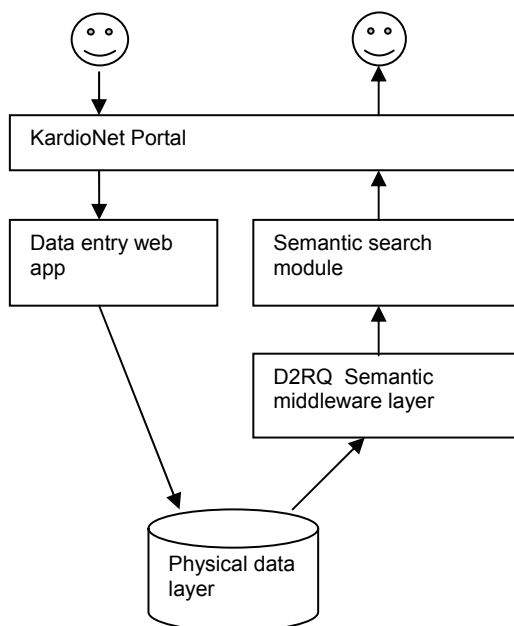 KardioNet Portal
Data entry web
app
Semantic search
module
D2RQ  Semantic
middleware layer
Physical data
layer